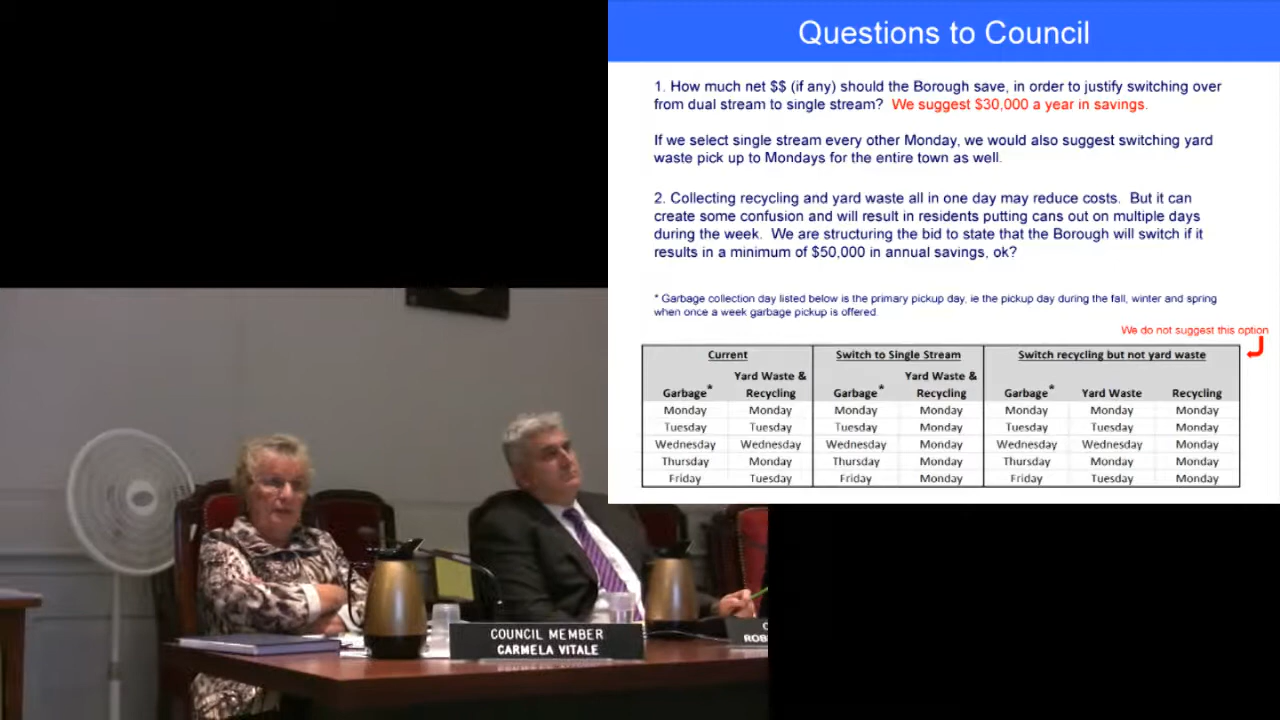 Questions to Council
1. How much net $$ (if any) should the Borough save, in order to justify switching over
from dual stream to single stream? We suggest $30,000 a year in savings.
If we select single stream every other Monday, we would also suggest switching yard
waste pick up to Mondays for the entire town as well.
2. Collecting recycling and yard waste all in one day may reduce costs. But it can
create some confusion and will result in residents putting cans out on multiple days
during the week. We are structuring the bid to state that the Borough will switch if it
results in a minimum of $50,000 in annual savings, ok?
* Garbage collection day listed below is the primary pickup day, ie the pickup day during the fall, winter and spring
when once a week garbage pickup is offered.
We do not suggest this option
Current Switch to Single Stream Switch recycling but not yard waste
Yard Waste & Yard Waste &
Garbage* Recycling Garbage* Recycling Garbage* Yard Waste Recycling
Monday Monday Monday Monday Monday Monday Monday
Tuesday Tuesday Tuesday Monday Tuesday Tuesday Monday
Wednesday Wednesday Wednesday Monday Wednesday Wednesday Monday
Thursday Monday Thursday Monday Thursday Monday Monday
Friday Tuesday Friday Monday Friday Tuesday Monday
COUNCIL MEMBER
CARMELA VITALE